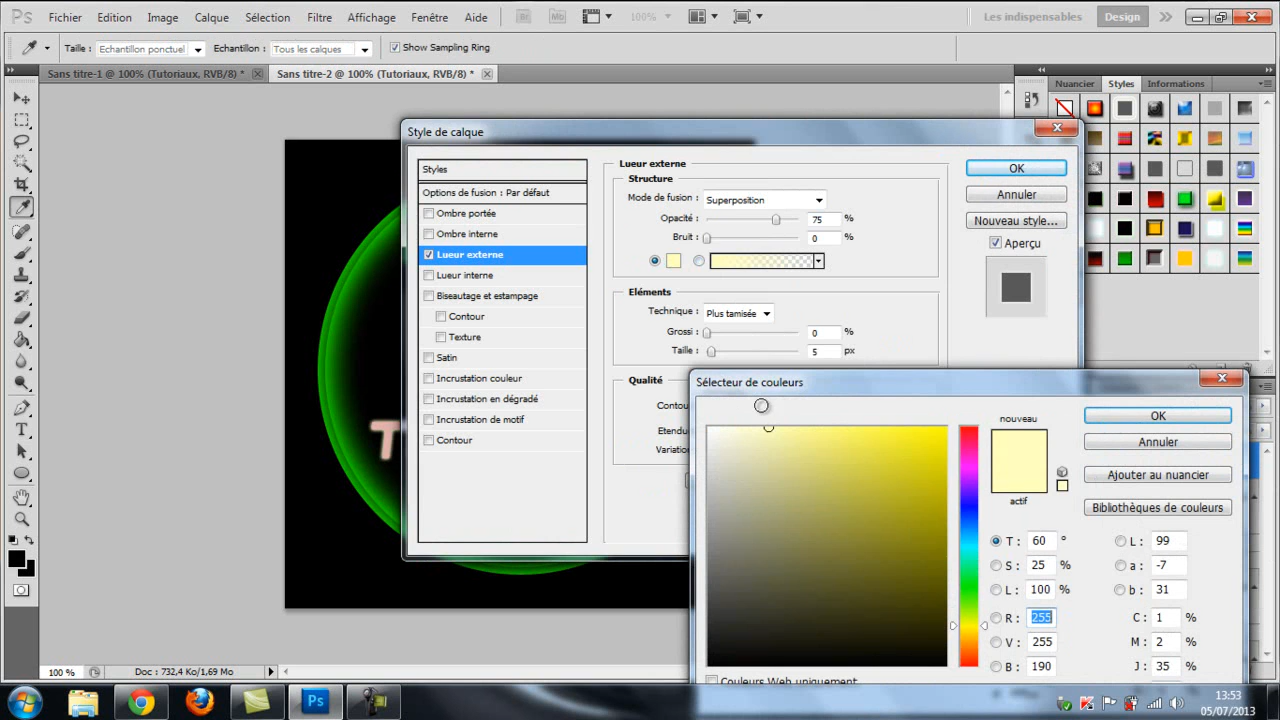 Ps Fichier Edition Image Calque Sélection Filtre Affichage Fenêtre Aide Br Mb 100% Les indispensables Design
Taille : Echantillon ponctuel Echantillon : Tous les calques Show Sampling Ring
Sans titre-1 @ 100% (Tutoriaux, RVB/8) * Sans titre-2 @ 100% (Tutoriaux, RVB/8) *
Nuancier Styles Informations
Style de calque
Styles
Options de fusion : Par défaut
Ombre portée
Ombre interne
Lueur externe
Lueur interne
Biseautage et estampage
Contour
Texture
Satin
Incrustation couleur
Incrustation en dégradé
Incrustation de motif
Contour
Lueur externe
Structure
Mode de fusion : Superposition
Opacité : 75 %
Bruit : 0 %
Eléments
Technique : Plus tamisée
Grossi : 0 %
Taille : 5 px
Qualité
Contou
Etendu
Variatio
OK
Annuler
Nouveau style...
Aperçu
T
Sélecteur de couleurs
nouveau
actif
OK
Annuler
Ajouter au nuancier
Bibliothèques de couleurs
T : 60 ° L : 99
S : 25 % a : -7
L : 100 % b : 31
R : 255 C : 1 %
V : 255 M : 2 %
B : 190 J : 35 %
Couleurs Web uniquement
100 % Doc : 732,4 Ko/1,69 Mo
Ps
13:53
05/07/2013